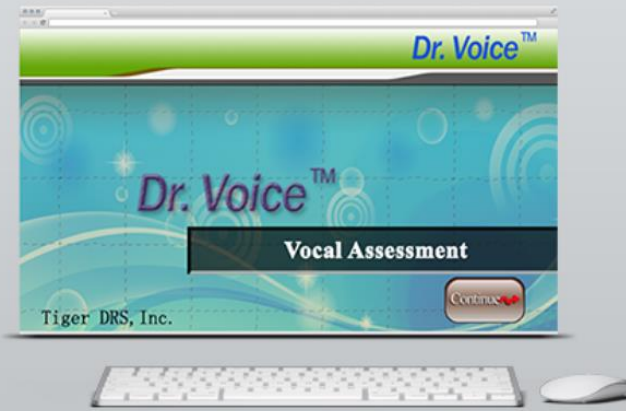 Dr. Voice™
Dr. Voice™
Vocal Assessment
Continue
Tiger DRS, Inc.